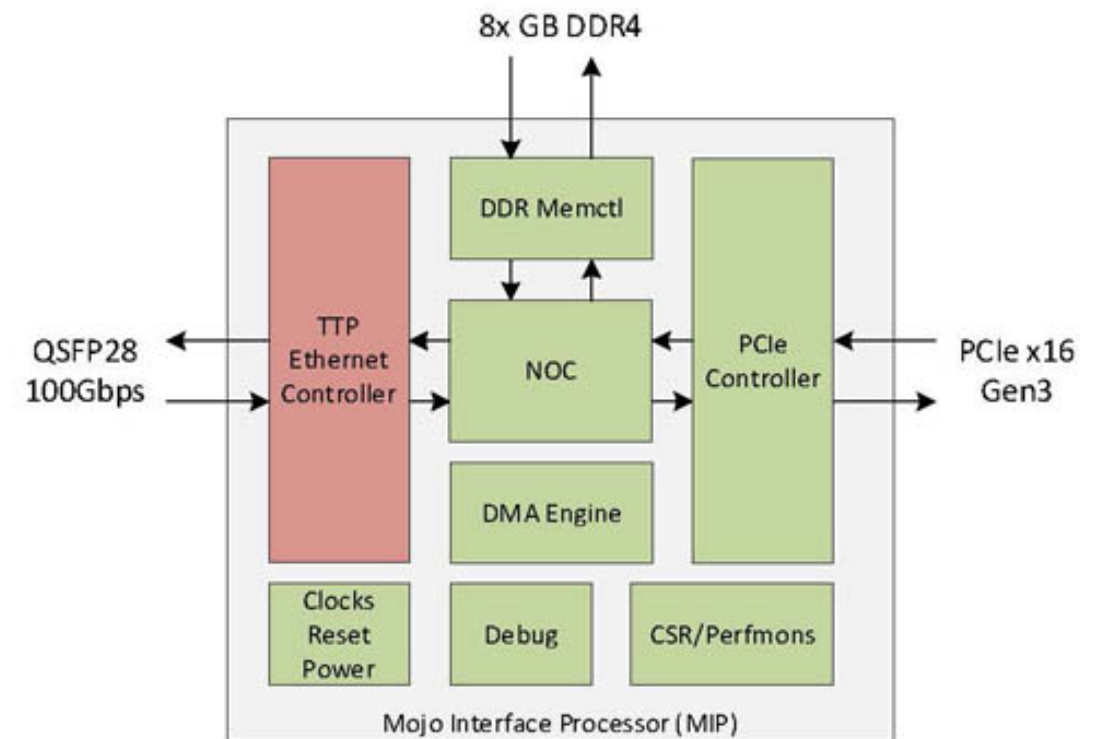 8x GB DDR4
DDR Memctl
TTP
Ethernet
Controller
NOC
PCIe
Controller
QSFP28
100Gbps
PCIe x16
Gen3
DMA Engine
Clocks
Reset
Power
Debug
CSR/Perfmons
Mojo Interface Processor (MIP)